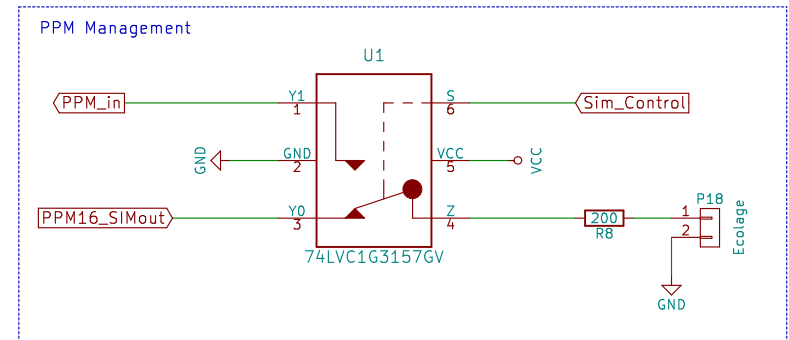 PPM Management
U1
PPM_in
Y1
1
S
6
Sim_Control
GND
GND
2
VCC
5
VCC
PPM16_SIMout
Y0
3
Z
4
200
R8
P18
1
2
Ecolage
74LVC1G3157GV
GND